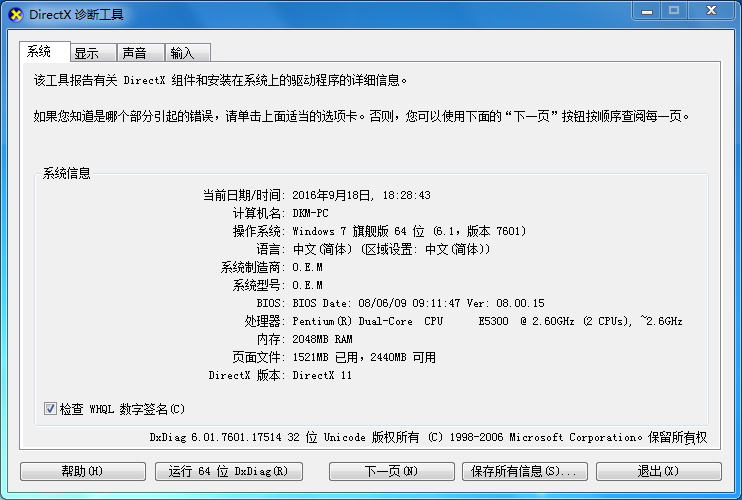 DirectX 诊断工具
系统 显示 声音 输入
该工具报告有关 DirectX 组件和安装在系统上的驱动程序的详细信息。
如果您知道是哪个部分引起的错误，请单击上面适当的选项卡。否则，您可以使用下面的“下一页”按钮按顺序查阅每一页。
系统信息
当前日期/时间: 2016年9月18日, 18:28:43
计算机名: DKM-PC
操作系统: Windows 7 旗舰版 64 位 (6.1，版本 7601)
语言: 中文(简体) (区域设置: 中文(简体))
系统制造商: O.E.M
系统型号: O.E.M
BIOS: BIOS Date: 08/06/09 09:11:47 Ver: 08.00.15
处理器: Pentium(R) Dual-Core CPU E5300 @ 2.60GHz (2 CPUs), ~2.6GHz
内存: 2048MB RAM
页面文件: 1521MB 已用，2440MB 可用
DirectX 版本: DirectX 11
检查 WHQL 数字签名(C)
DxDiag 6.01.7601.17514 32 位 Unicode 版权所有 (C) 1998-2006 Microsoft Corporation。保留所有权
帮助(H) 运行 64 位 DxDiag(R) 下一页(N) 保存所有信息(S)... 退出(X)